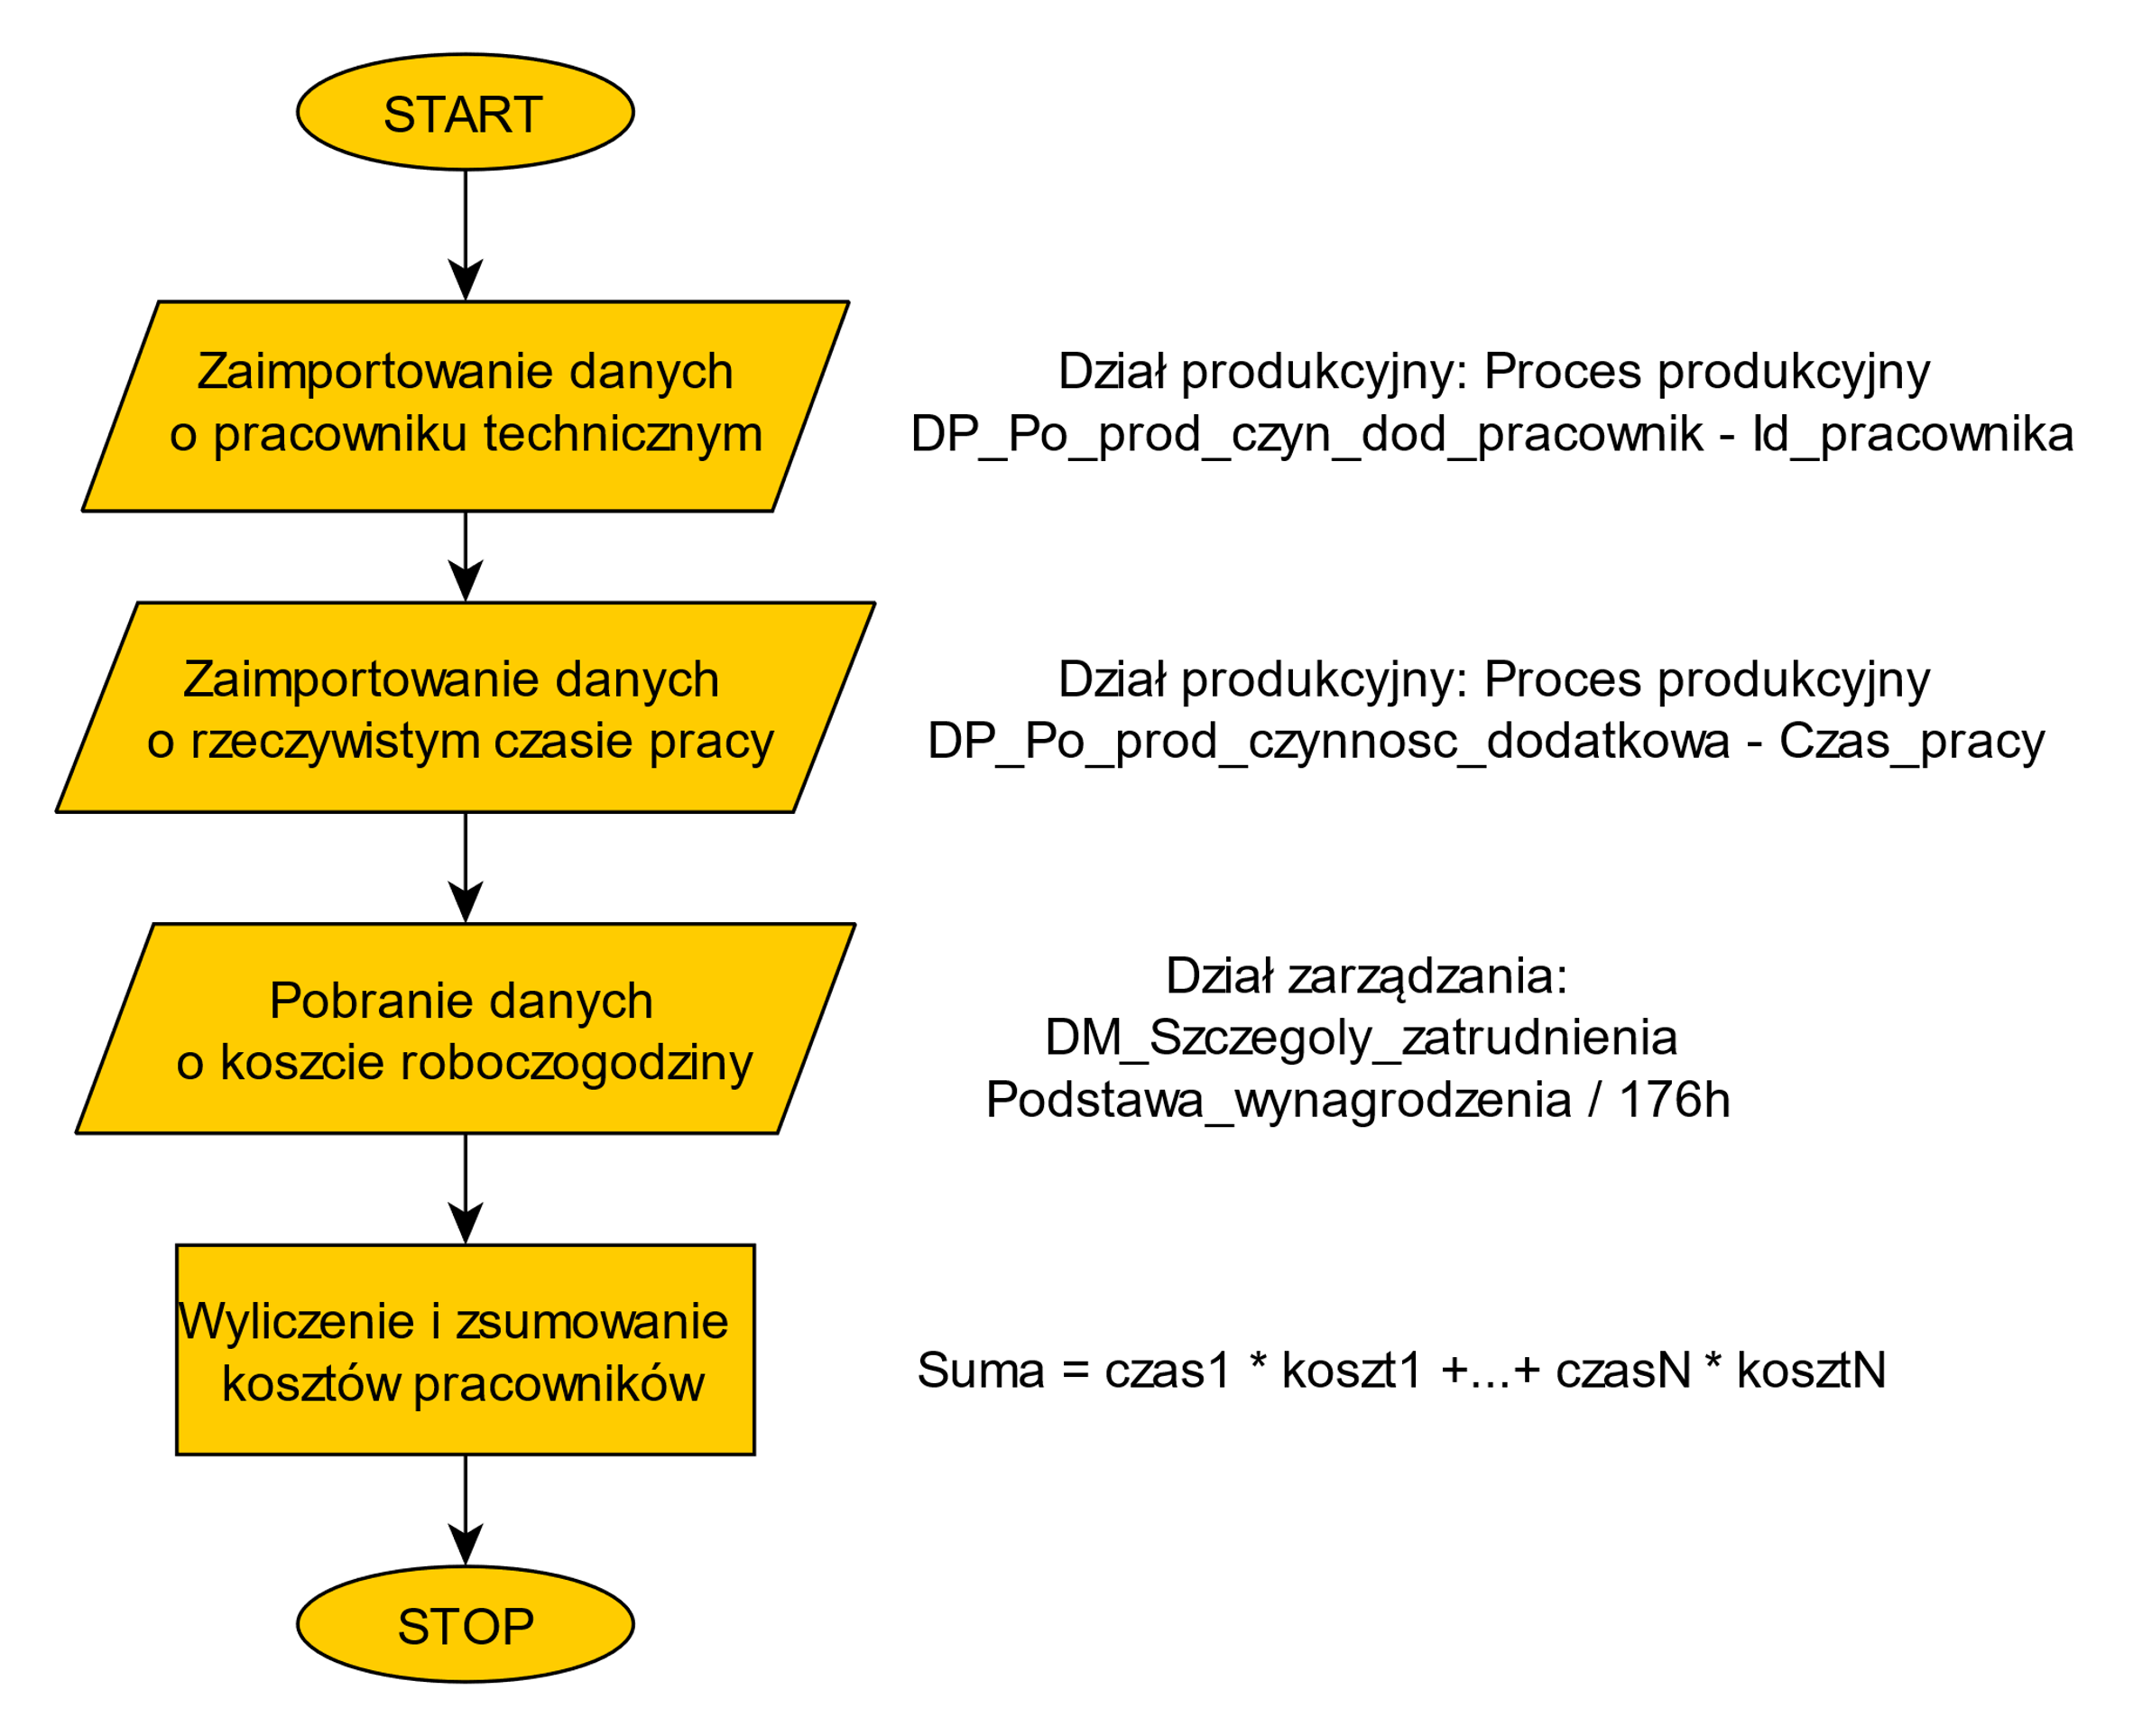 START
Zaimportowanie danych
o pracowniku technicznym
Dział produkcyjny: Proces produkcyjny
DP_Po_prod_czyn_dod_pracownik - Id_pracownika
Zaimportowanie danych
o rzeczywistym czasie pracy
Dział produkcyjny: Proces produkcyjny
DP_Po_prod_czynnosc_dodatkowa - Czas_pracy
Pobranie danych
o koszcie roboczogodziny
Dział zarządzania:
DM_Szczegoly_zatrudnienia
Podstawa_wynagrodzenia / 176h
Wyliczenie i zsumowanie
kosztów pracowników
Suma = czas1 * koszt1 +...+ czasN * kosztN
STOP